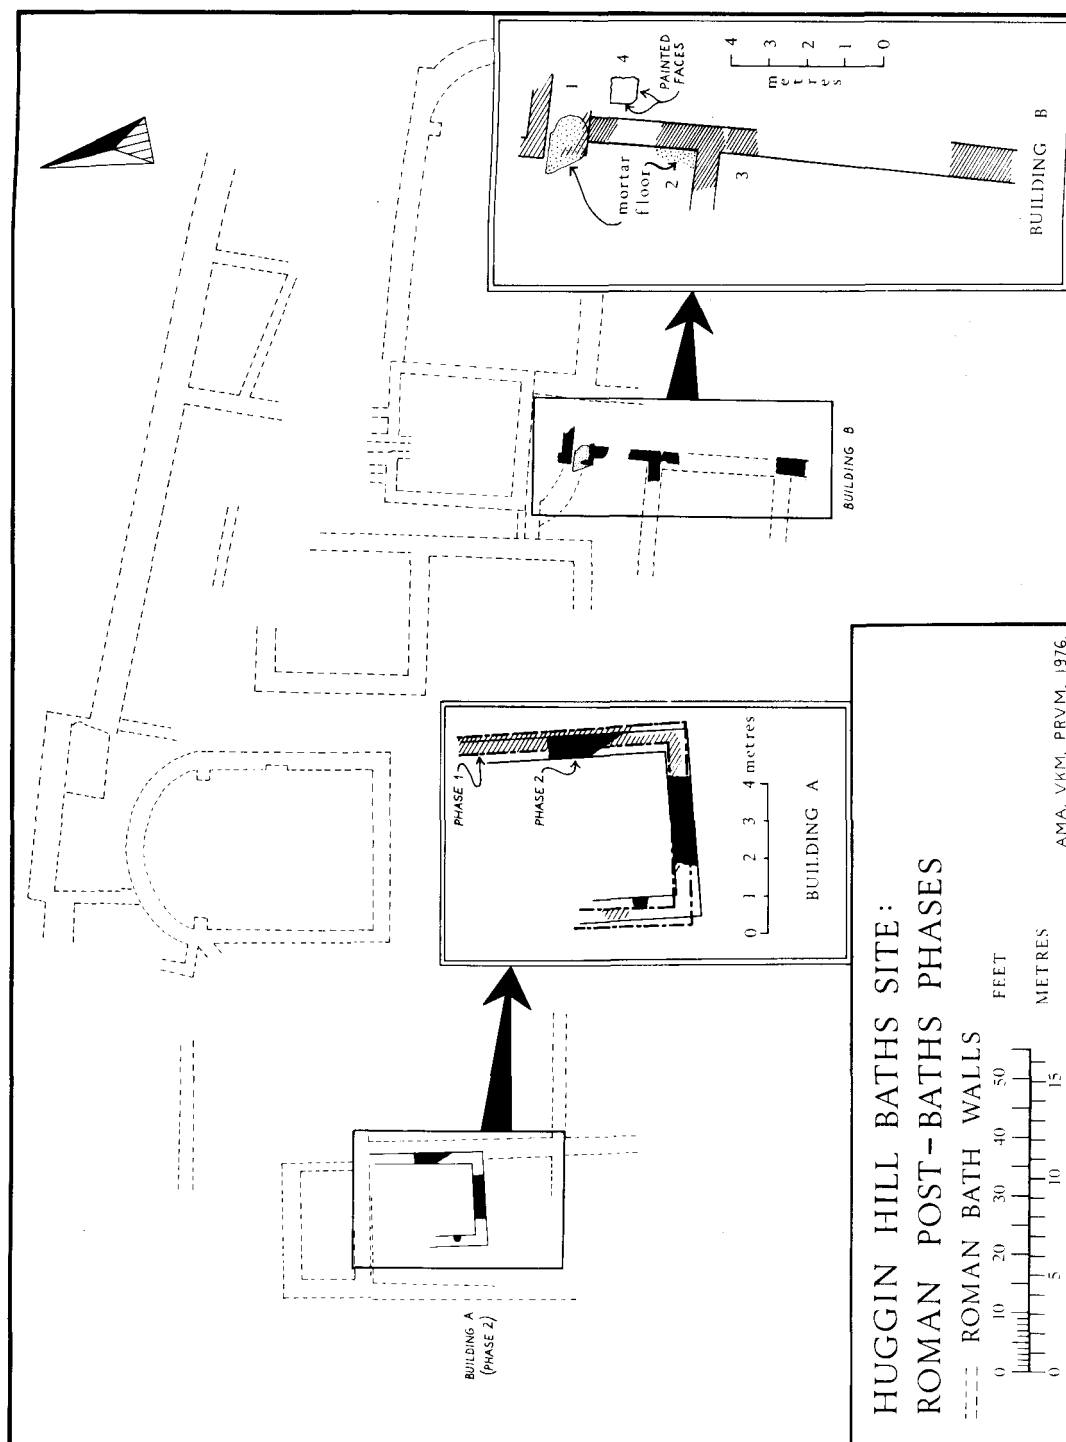 HUGGIN HILL BATHS SITE:
ROMAN POST-BATHS PHASES
ROMAN BATH WALLS
0 10 20 30 40 50 FEET
0 5 10 15 METRES
AMA, VKM, PRVM, 1976.
BUILDING A
(PHASE 2)
PHASE 1
PHASE 2
0 1 2 3 4 metres
BUILDING A
BUILDING B
1
4
PAINTED
FACES
mortar
floor
2
3
4 3 2 1 0
metres
BUILDING B